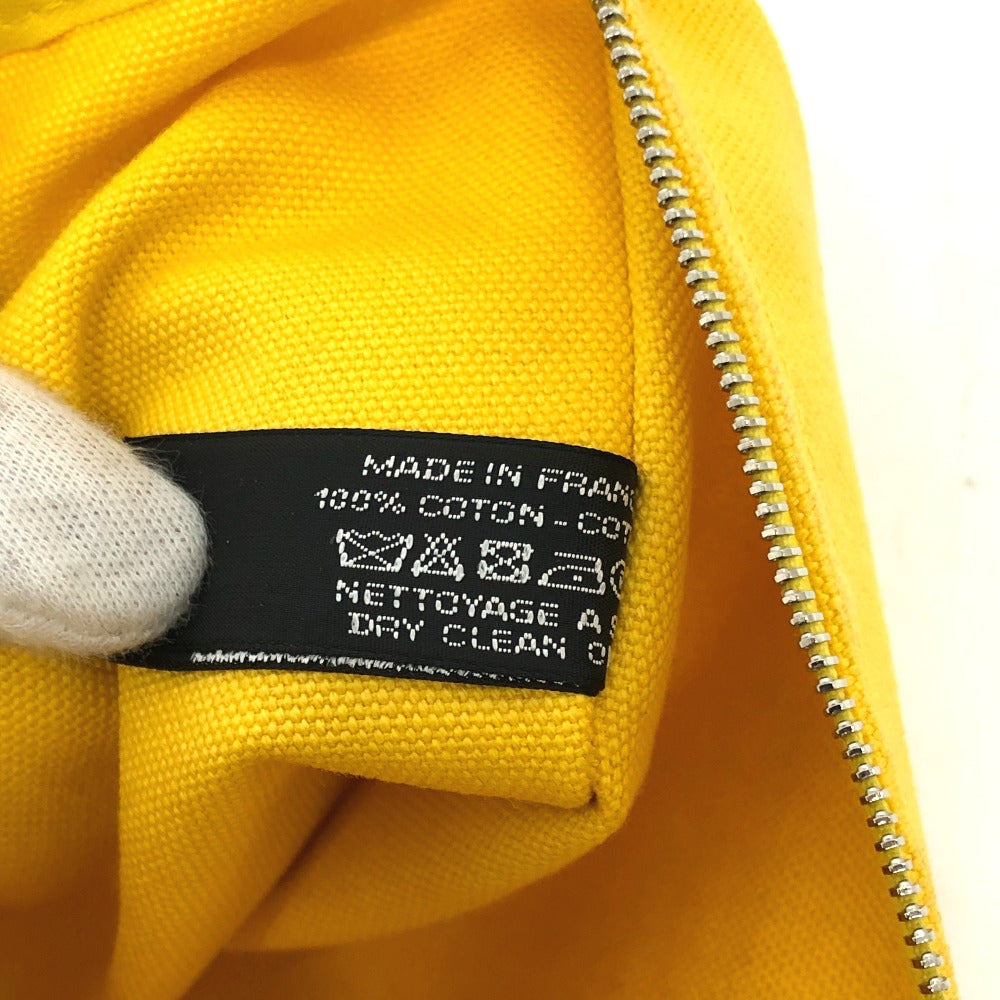 MADE IN FRAN
100% COTON - COT
NETTOYAGE A S
DRY CLEAN O